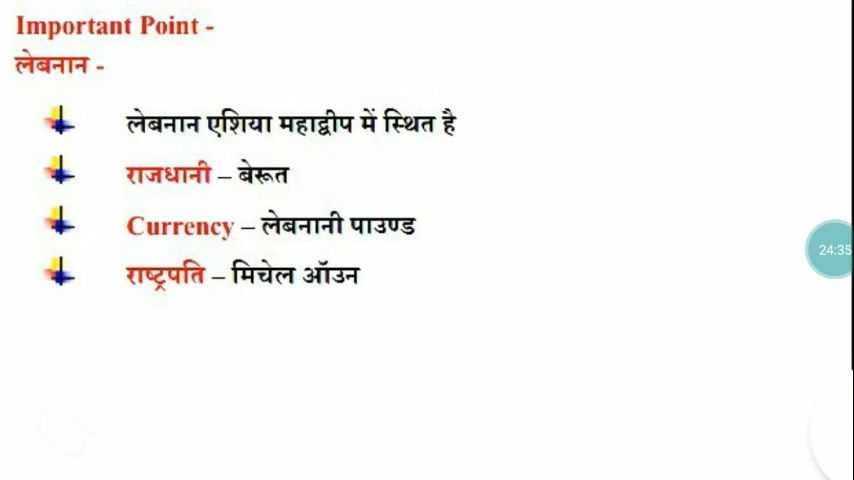 Important Point -
लेबनान -
लेबनान एशिया महाद्वीप में स्थित है
राजधानी – बेरूत
Currency – लेबनानी पाउण्ड
राष्ट्रपति – मिचेल ऑउन
24:35